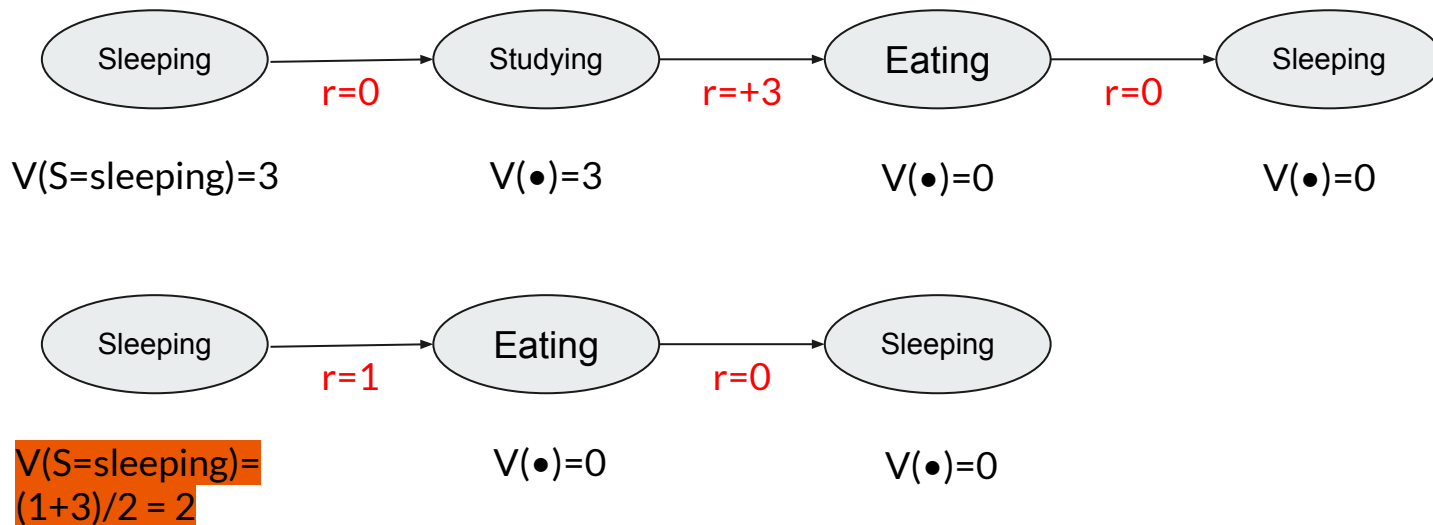 Sleeping
Studying
Eating
Sleeping
r=0
r=+3
r=0
V(S=sleeping)=3
V(●)=3
V(●)=0
V(●)=0
Sleeping
Eating
Sleeping
r=1
r=0
V(S=sleeping)=
(1+3)/2 = 2
V(●)=0
V(●)=0